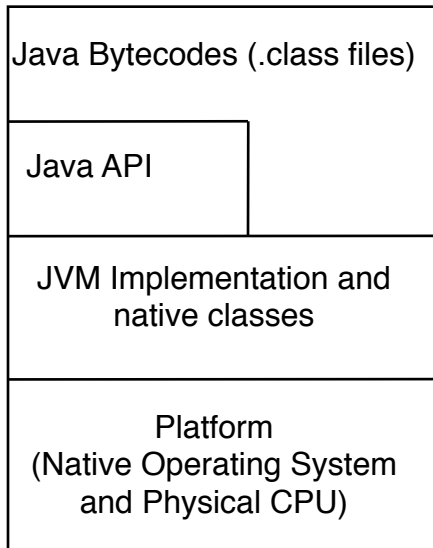 Java Bytecodes (.class files)
Java API
JVM Implementation and
native classes
Platform
(Native Operating System
and Physical CPU)